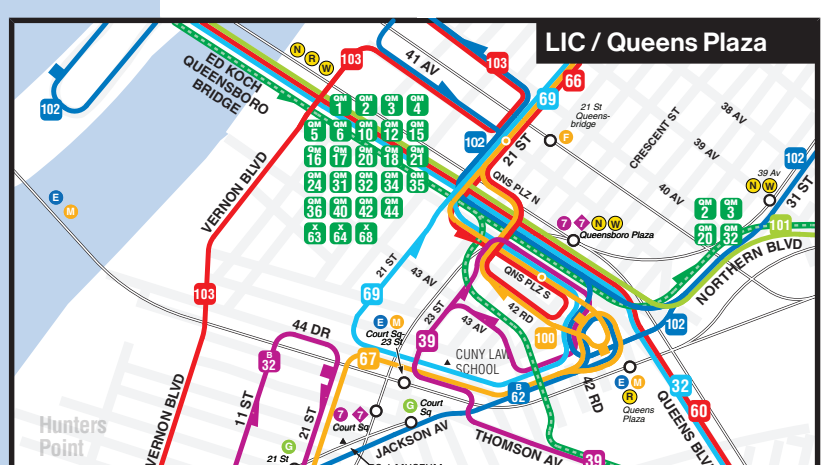 LIC / Queens Plaza
N
R
W
103
41 AV
103
66
69
ED KOCH
QUEENSBORO
BRIDGE
102
QM
1
QM
2
QM
3
QM
4
QM
5
QM
6
QM
10
QM
12
QM
15
QM
16
QM
17
QM
20
QM
18
QM
21
QM
24
QM
31
QM
32
QM
34
QM
35
QM
36
QM
40
QM
42
QM
44
X
63
X
64
X
68
102
21 ST
21 St
Queens-
bridge
F
CRESCENT ST
38 AV
39 AV
40 AV
39 Av
N W
102
31 ST
QM
2
QM
3
QM
20
QM
32
101
NORTHERN BLVD
VERNON BLVD
E
M
QNS PLZ N
7 7 N W
Queensboro Plaza
21 ST
43 AV
69
QNS PLZ S
103
23 ST
42 RD
43 AV
E M
Court Sq-
23 St
39
100
102
44 DR
B
32
67
CUNY LAW
SCHOOL
B
62
42 RD
E M
R
Queens
Plaza
32
60
VERNON BLVD
11 ST
21 ST
7 7
Court Sq
G
Court
Sq
Hunters
Point
G
21 St
JACKSON AV
THOMSON AV
39
QUEENS BLV